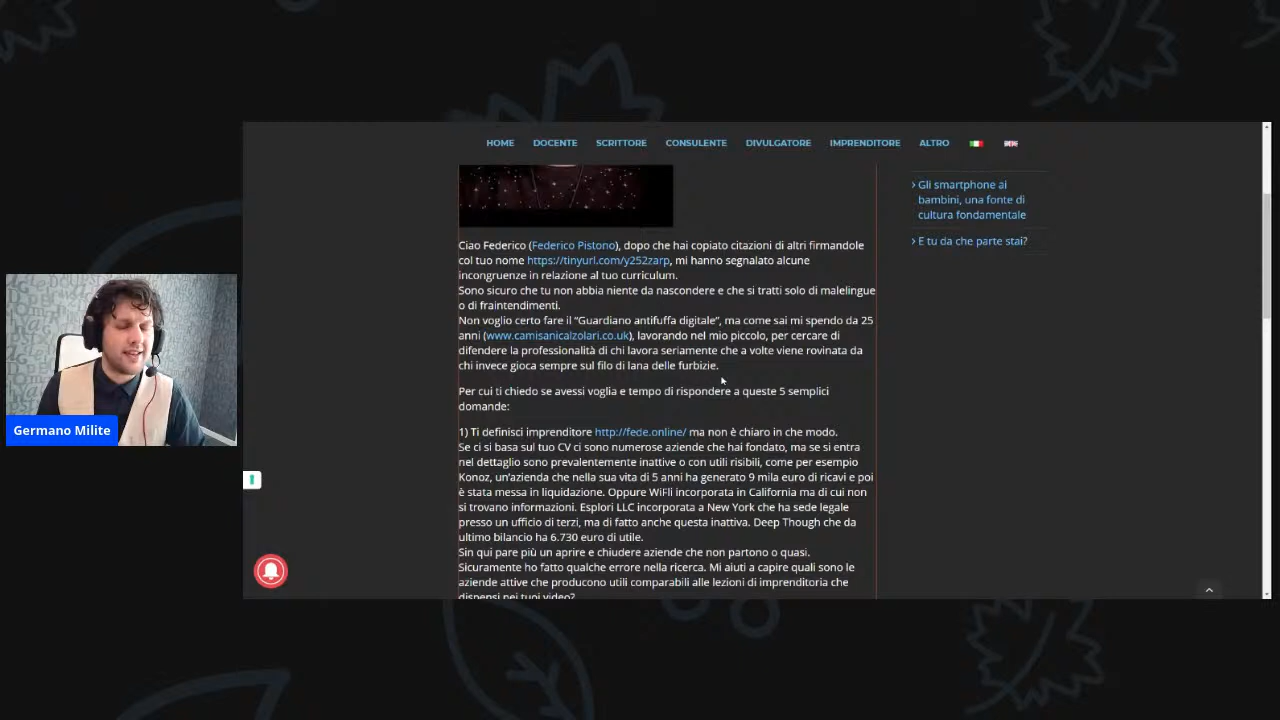 HOME DOCENTE SCRITTORE CONSULENTE DIVULGATORE IMPRENDITORE ALTRO
Gli smartphone ai
bambini, una fonte di
cultura fondamentale
E tu da che parte stai?
Ciao Federico (Federico Pistono), dopo che hai copiato citazioni di altri firmandole
col tuo nome https://tinyurl.com/y252zarp, mi hanno segnalato alcune
incongruenze in relazione al tuo curriculum.
Sono sicuro che tu non abbia niente da nascondere e che si tratti solo di malelingue
o di fraintendimenti.
Non voglio certo fare il “Guardiano antifuffa digitale”, ma come sai mi spendo da 25
anni (www.camisanicalzolari.co.uk), lavorando nel mio piccolo, per cercare di
difendere la professionalità di chi lavora seriamente che a volte viene rovinata da
chi invece gioca sempre sul filo di lana delle furbizie.
Per cui ti chiedo se avessi voglia e tempo di rispondere a queste 5 semplici
domande:
1) Ti definisci imprenditore http://fede.online/ ma non è chiaro in che modo.
Se ci si basa sul tuo CV ci sono numerose aziende che hai fondato, ma se si entra
nel dettaglio sono prevalentemente inattive o con utili risibili, come per esempio
Konoz, un’azienda che nella sua vita di 5 anni ha generato 9 mila euro di ricavi e poi
è stata messa in liquidazione. Oppure WiFli incorporata in California ma di cui non
si trovano informazioni. Esplori LLC incorporata a New York che ha sede legale
presso un ufficio di terzi, ma di fatto anche questa inattiva. Deep Though che da
ultimo bilancio ha 6.730 euro di utile.
Sin qui pare più un aprire e chiudere aziende che non partono o quasi.
Sicuramente ho fatto qualche errore nella ricerca. Mi aiuti a capire quali sono le
aziende attive che producono utili comparabili alle lezioni di imprenditoria che
dispensi nei tuoi video?
Germano Milite